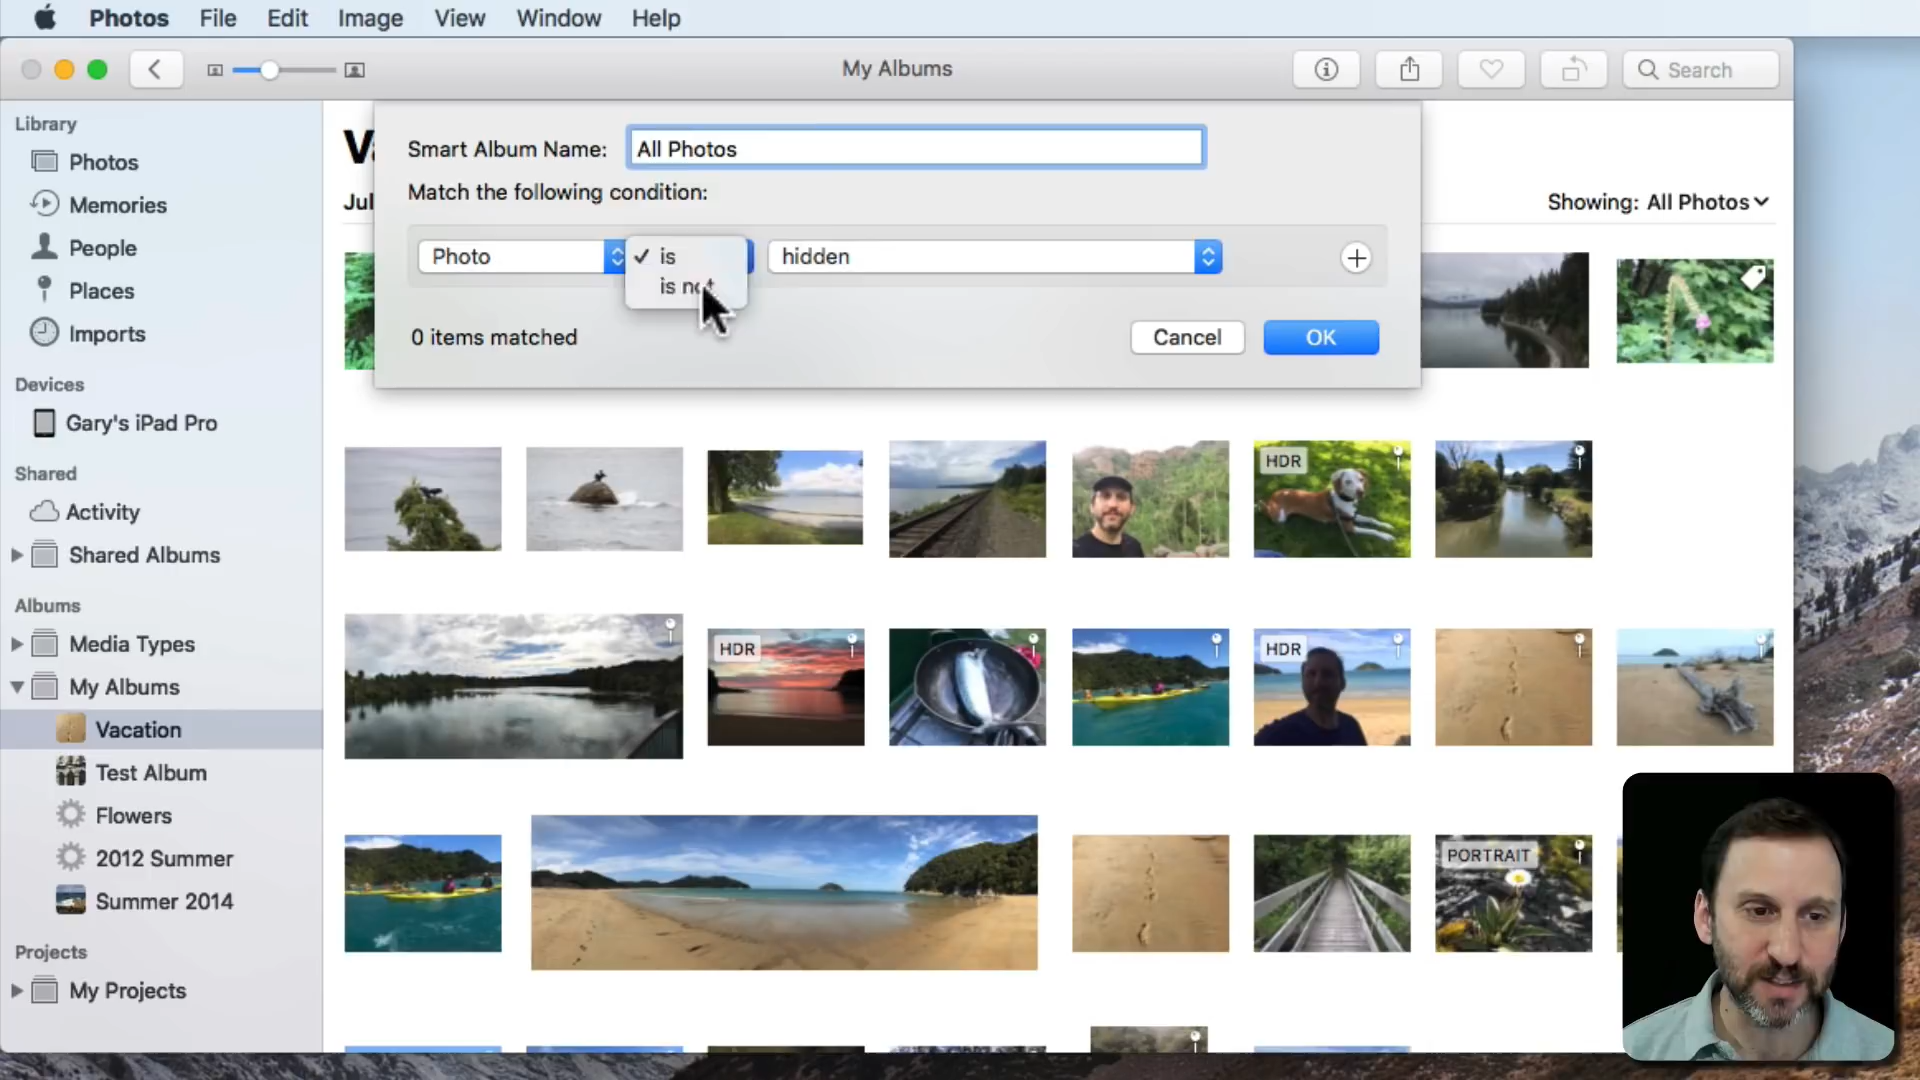 Photos File Edit Image View Window Help
My Albums
Search
Library
Photos
Memories
People
Places
Imports
Devices
Gary's iPad Pro
Shared
Activity
Shared Albums
Albums
Media Types
My Albums
Vacation
Test Album
Flowers
2012 Summer
Summer 2014
Projects
My Projects
Smart Album Name: All Photos
Match the following condition:
Photo is hidden
is not
0 items matched
Cancel OK
Showing: All Photos
HDR
HDR
HDR
PORTRAIT